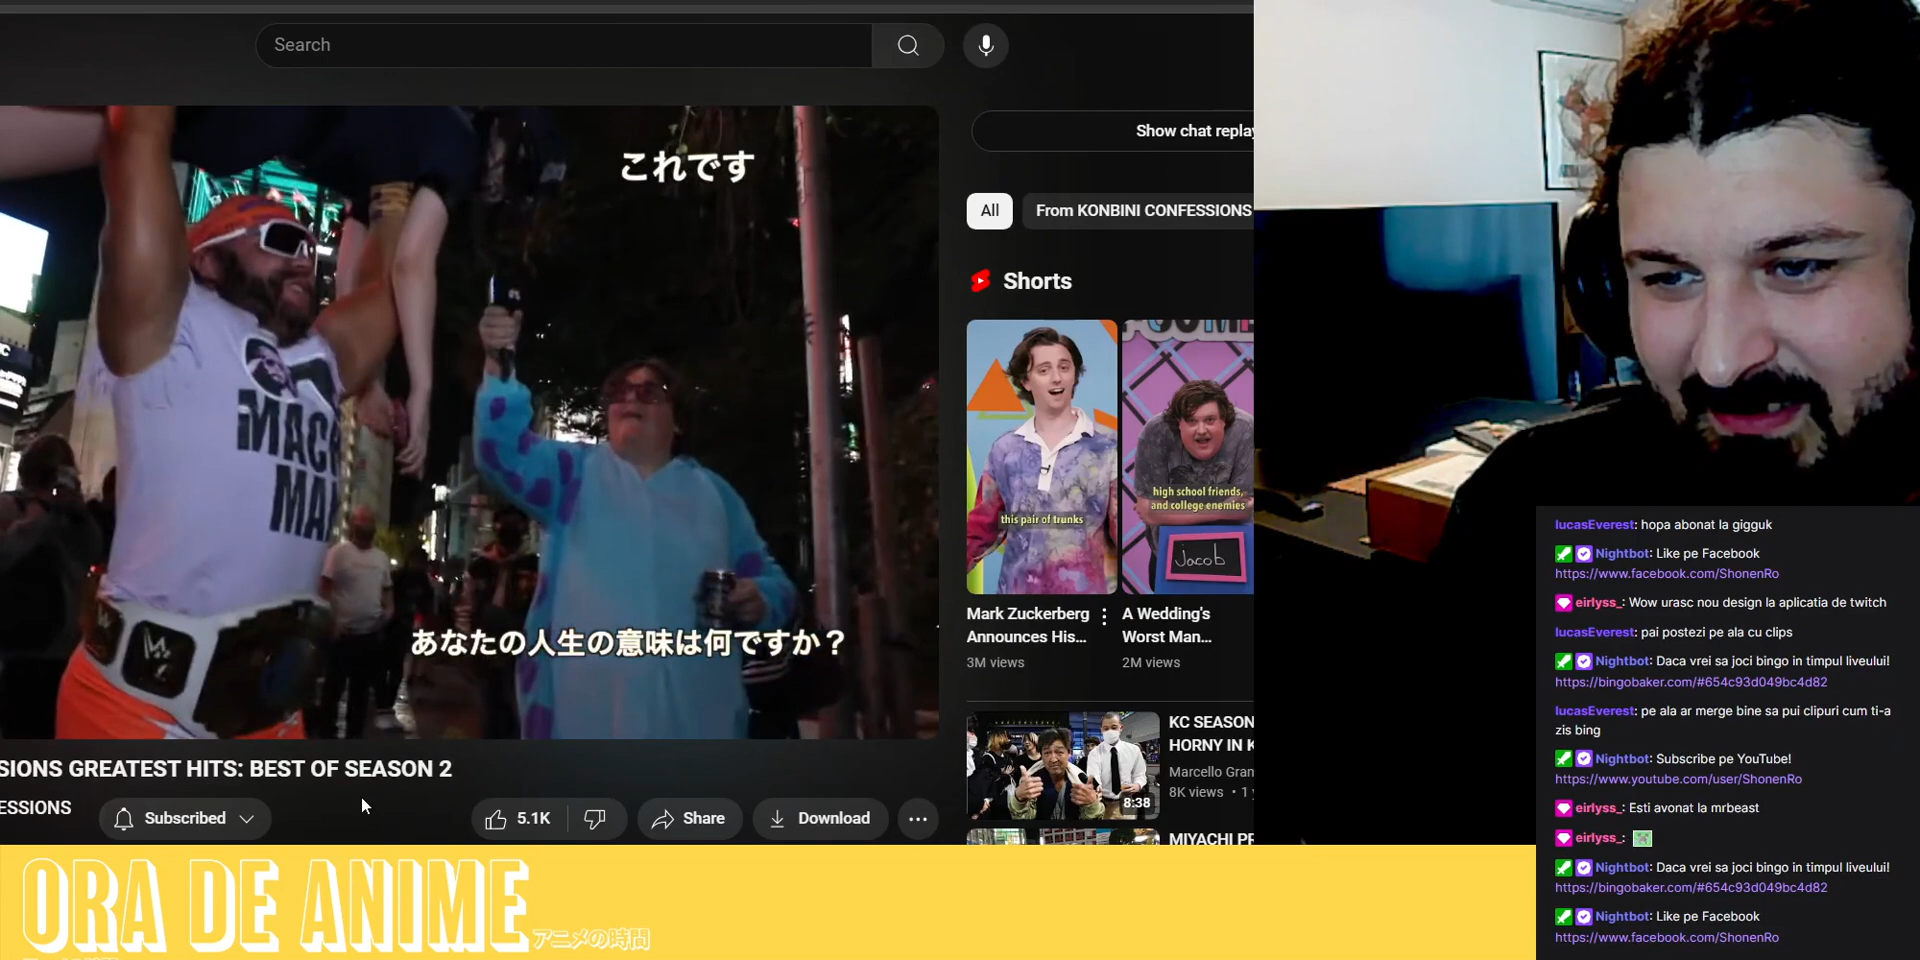 Search
これです
MACH
MAN
あなたの人生の意味は何ですか？
SIONS GREATEST HITS: BEST OF SEASON 2
ESSIONS
Subscribed
5.1K
Share
Download
Show chat replay
All
From KONBINI CONFESSIONS
Shorts
this pair of trunks
high school friends,
and college enemies
Jacob
Mark Zuckerberg
Announces His...
3M views
A Wedding's
Worst Man...
2M views
8:38
KC SEASON
HORNY IN K
Marcello Gran
8K views • 1 y
MIYACHI PR
ORA DE ANIME
アニメの時間
lucasEverest: hopa abonat la gigguk
Nightbot: Like pe Facebook
https://www.facebook.com/ShonenRo
eirlyss_: Wow urasc nou design la aplicatia de twitch
lucasEverest: pai postezi pe ala cu clips
Nightbot: Daca vrei sa joci bingo in timpul liveului!
https://bingobaker.com/#654c93d049bc4d82
lucasEverest: pe ala ar merge bine sa pui clipuri cum ti-a
zis bing
Nightbot: Subscribe pe YouTube!
https://www.youtube.com/user/ShonenRo
eirlyss_: Esti avonat la mrbeast
eirlyss_:
Nightbot: Daca vrei sa joci bingo in timpul liveului!
https://bingobaker.com/#654c93d049bc4d82
Nightbot: Like pe Facebook
https://www.facebook.com/ShonenRo